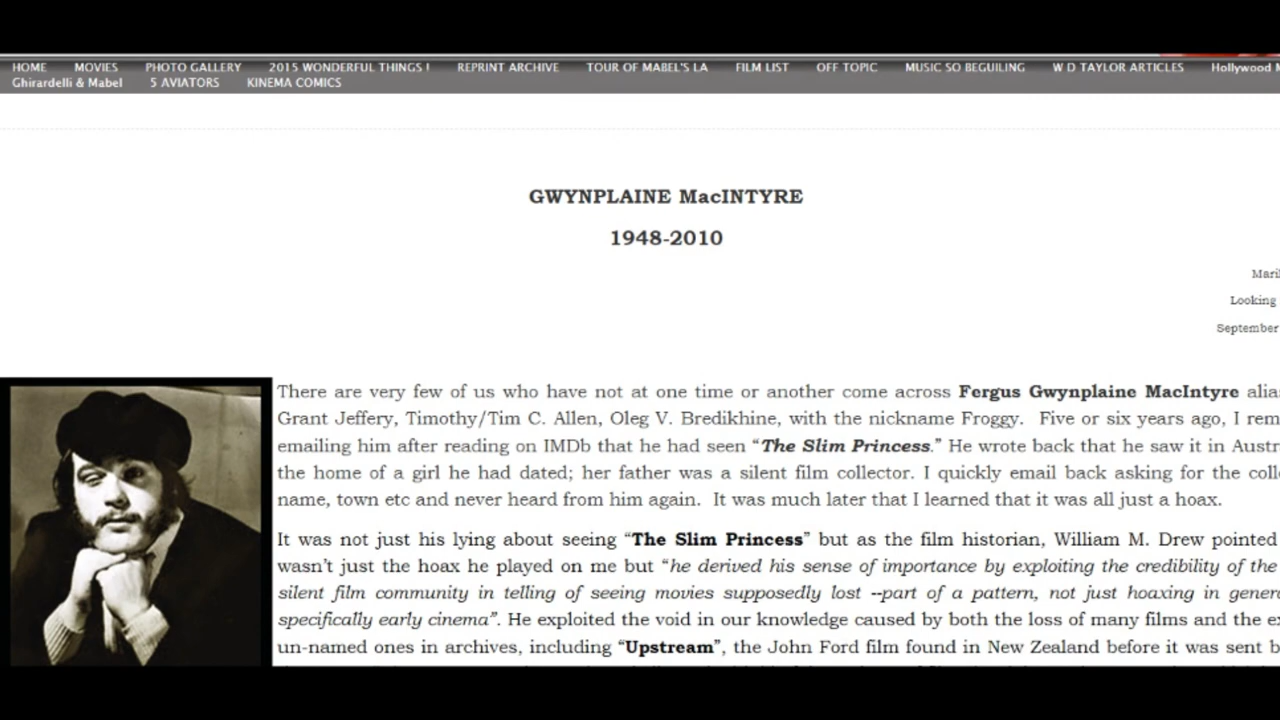 HOME MOVIES PHOTO GALLERY 2015 WONDERFUL THINGS ! REPRINT ARCHIVE TOUR OF MABEL'S LA FILM LIST OFF TOPIC MUSIC SO BEGUILING W D TAYLOR ARTICLES Hollywood
Ghirardelli & Mabel 5 AVIATORS KINEMA COMICS
GWYNPLAINE MacINTYRE
1948-2010
Looking
September
There are very few of us who have not at one time or another come across Fergus Gwynplaine MacIntyre
Grant Jeffery, Timothy/Tim C. Allen, Oleg V. Bredikhine, with the nickname Froggy. Five or six years ago, I
emailing him after reading on IMDb that he had seen “The Slim Princess.” He wrote back that he saw it in
the home of a girl he had dated; her father was a silent film collector. I quickly email back asking for the
name, town etc and never heard from him again. It was much later that I learned that it was all just a hoax.
It was not just his lying about seeing “The Slim Princess” but as the film historian, William M. Drew pointed
wasn’t just the hoax he played on me but “he derived his sense of importance by exploiting the credibility of the
silent film community in telling of seeing movies supposedly lost --part of a pattern, not just hoaxing in
specifically early cinema”. He exploited the void in our knowledge caused by both the loss of many films and the
un-named ones in archives, including “Upstream”, the John Ford film found in New Zealand before it was sent